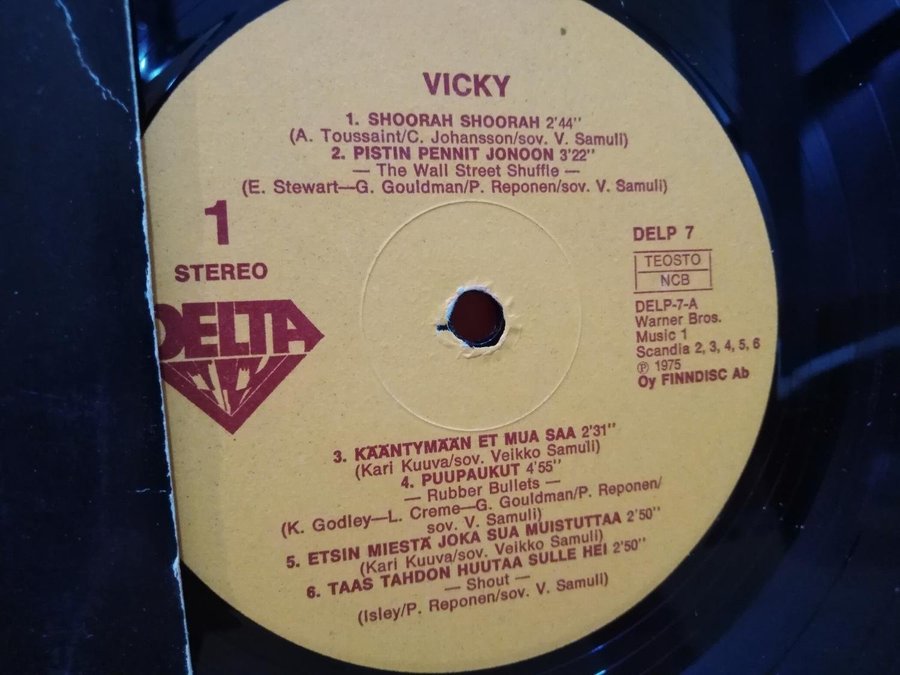 VICKY
1. SHOORAH SHOORAH 2'44"
(A. Toussaint/C. Johansson/sov. V. Samuli)
2. PISTIN PENNIT JONOON 3'22"
— The Wall Street Shuffle —
(E. Stewart—G. Gouldman/P. Reponen/sov. V. Samuli)
1
STEREO
DELTA
DELP 7
TEOSTO
NCB
DELP-7-A
Warner Bros.
Music 1
Scandia 2, 3, 4, 5, 6
℗ 1975
Oy FINNDISC Ab
3. KÄÄNTYMÄÄN ET MUA SAA 2'31"
(Kari Kuuva/sov. Veikko Samuli)
4. PUUPAUKUT 4'55"
— Rubber Bullets —
(K. Godley—L. Creme—G. Gouldman/P. Reponen/
sov. V. Samuli)
5. ETSIN MIESTÄ JOKA SUA MUISTUTTAA 2'50"
(Kari Kuuva/sov. Veikko Samuli)
6. TAAS TAHDON HUUTAA SULLE HEI 2'50"
— Shout —
(Isley/P. Reponen/sov. V. Samuli)